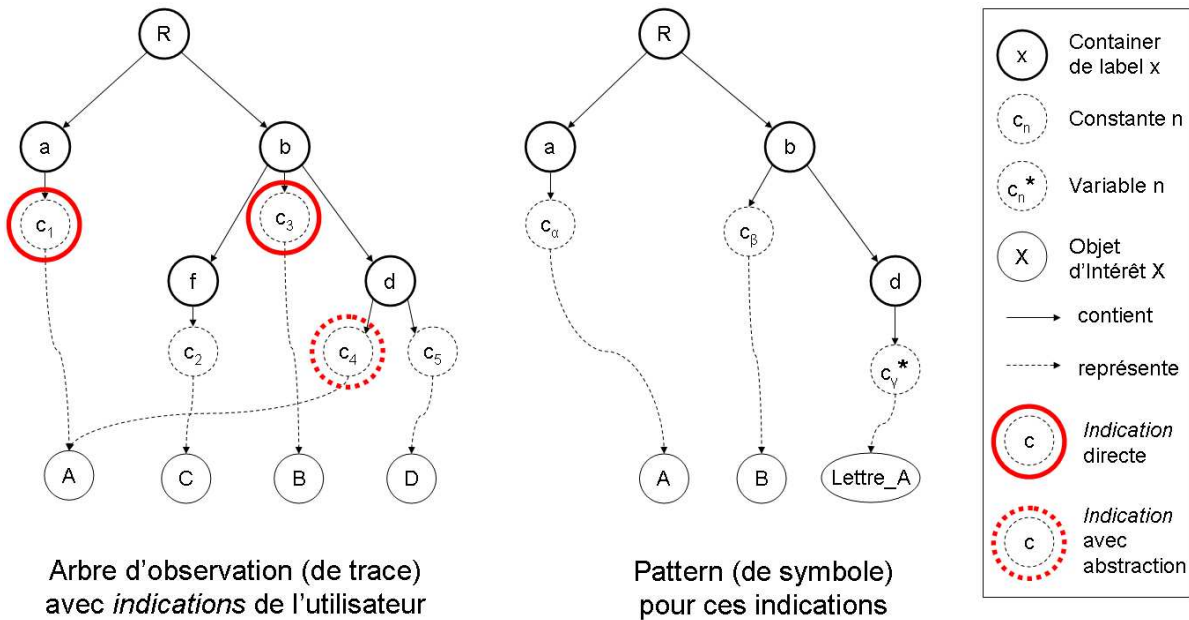 R
a
b
c1
c3
f
d
c2
c4
c5
A
C
B
D
Arbre d'observation (de trace)
avec indications de l'utilisateur
R
a
b
cα
cβ
d
cγ*
A
B
Lettre_A
Pattern (de symbole)
pour ces indications
x
Container
de label x
cn
Constante n
cn*
Variable n
X
Objet
d'Intérêt X
contient
représente
c
Indication
directe
c
Indication
avec
abstraction